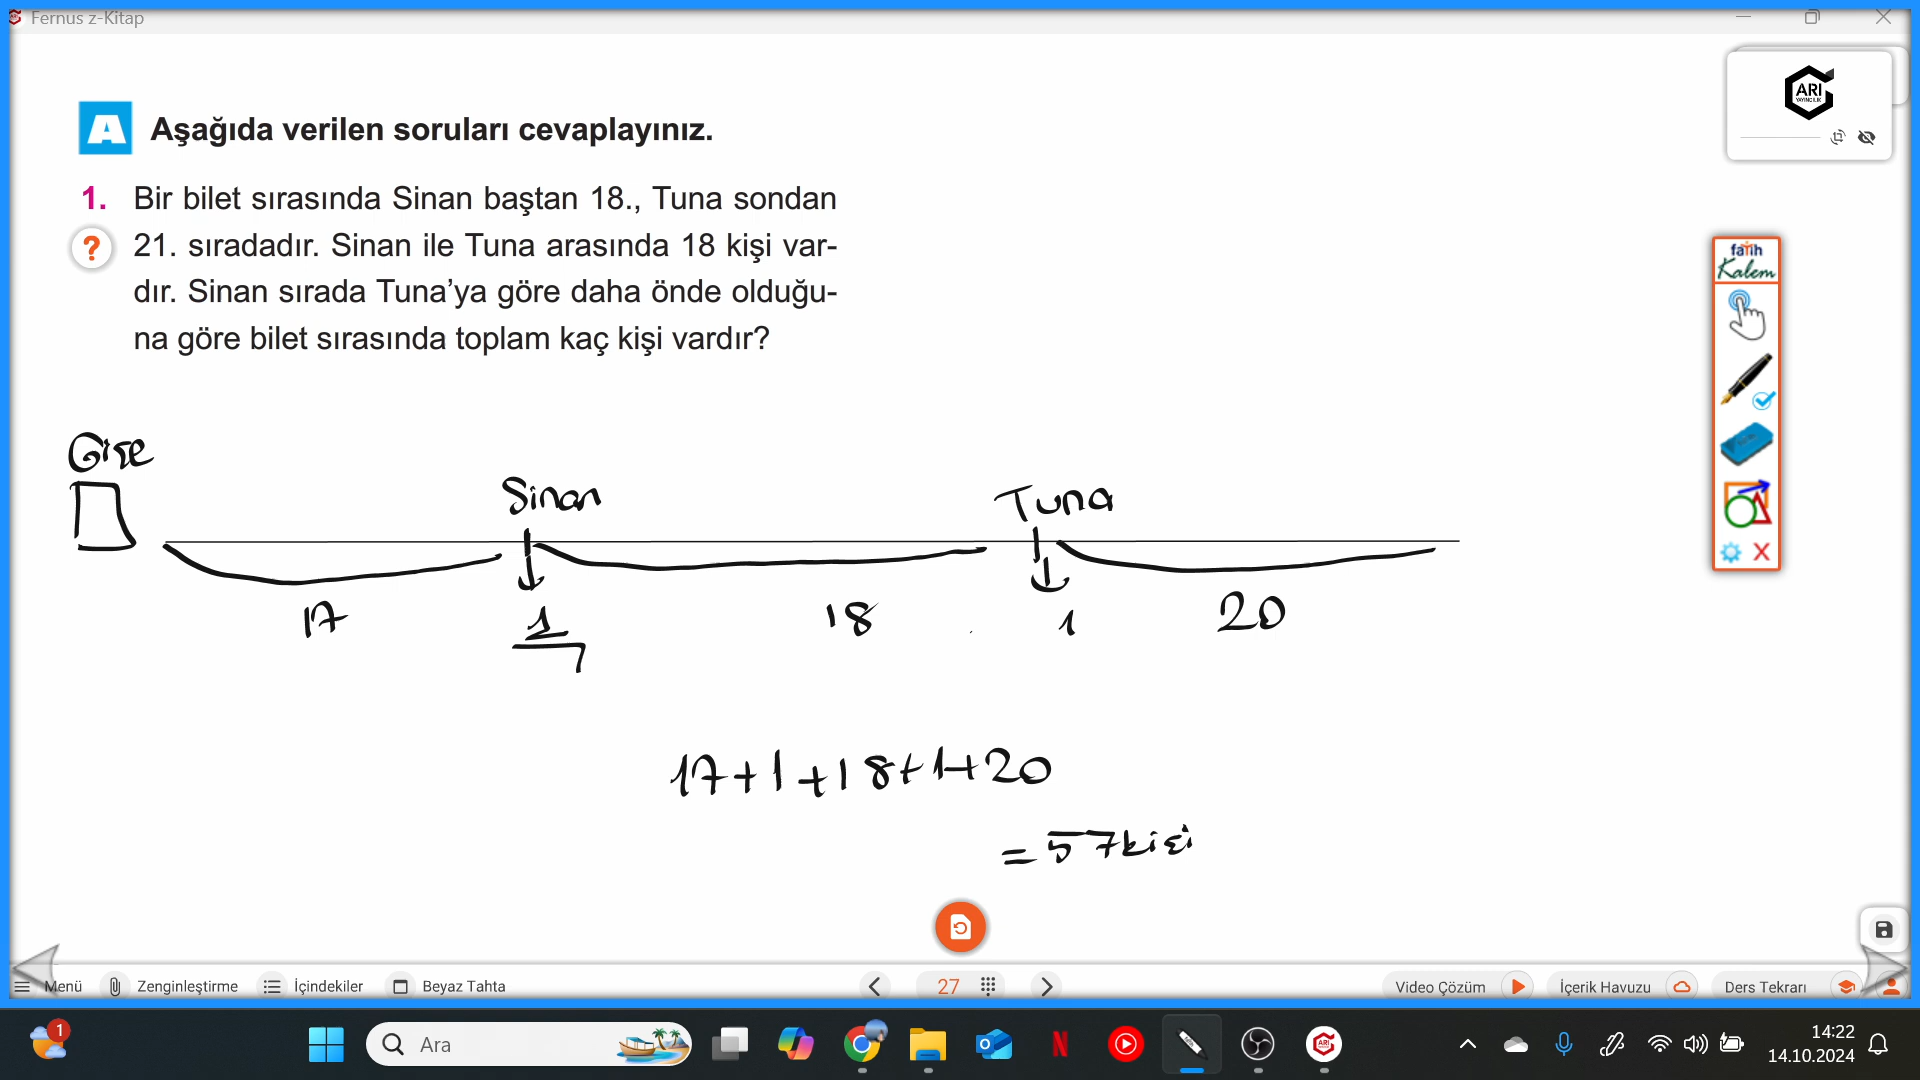 Fernus z-Kitap
ARI
YAYINCILIK
A Aşağıda verilen soruları cevaplayınız.
1. Bir bilet sırasında Sinan baştan 18., Tuna sondan
? 21. sıradadır. Sinan ile Tuna arasında 18 kişi var-
dır. Sinan sırada Tuna'ya göre daha önde olduğu-
na göre bilet sırasında toplam kaç kişi vardır?
fatih
Kalem
Gişe
Sinan Tuna
17 1 18 1 20
17+1+18+1+20
= 57 kişi
Menü Zenginleştirme İçindekiler Beyaz Tahta 27 Video Çözüm İçerik Havuzu Ders Tekrarı
1 Ara 14:22
14.10.2024